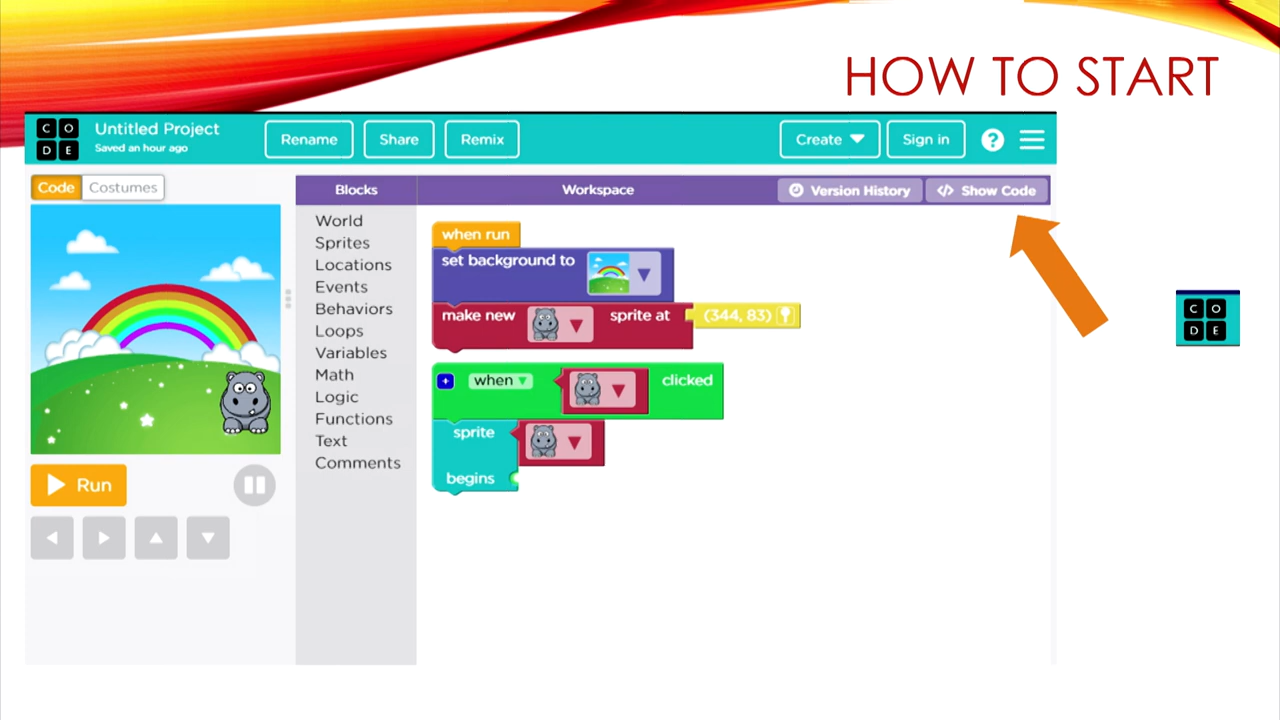 HOW TO START
C O
D E
Untitled Project
Saved an hour ago
Rename
Share
Remix
Create
Sign in
?
Code
Costumes
Blocks
Workspace
Version History
</> Show Code
World
Sprites
Locations
Events
Behaviors
Loops
Variables
Math
Logic
Functions
Text
Comments
when run
set background to
make new sprite at (344, 83)
+ when clicked
sprite
begins
Run
C O
D E